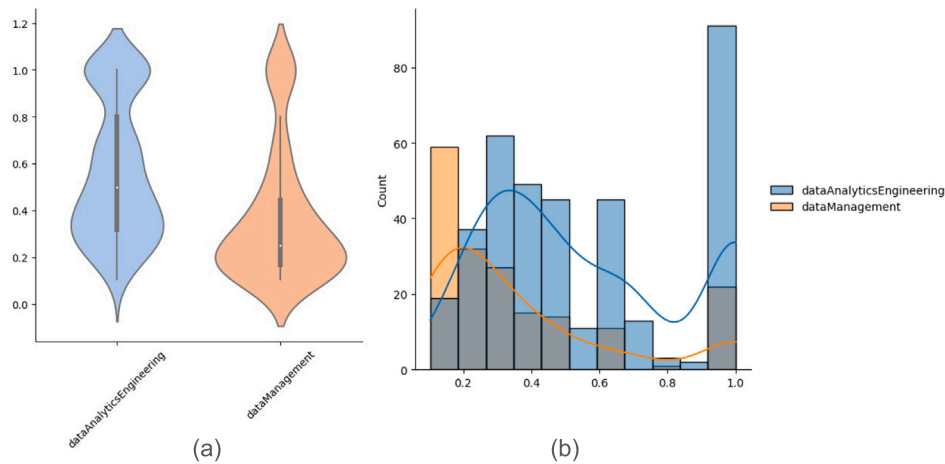 1.2
1.0
0.8
0.6
0.4
0.2
0.0
dataAnalyticsEngineering
dataManagement
(a)
Count
80
60
40
20
0
0.2
0.4
0.6
0.8
1.0
(b)
dataAnalyticsEngineering
dataManagement